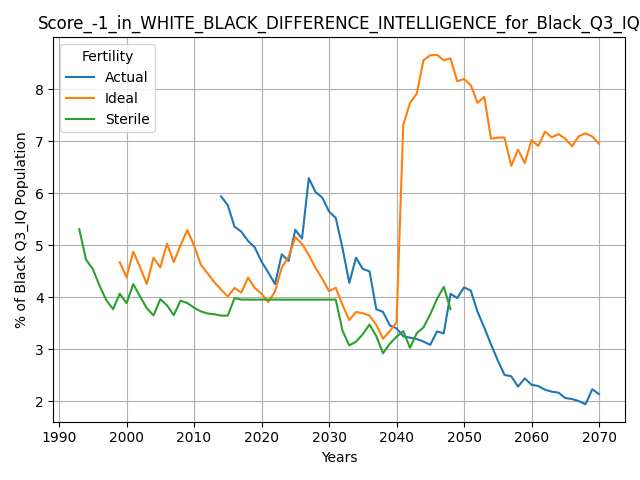 Score_-1_in_WHITE_BLACK_DIFFERENCE_INTELLIGENCE_for_Black_Q3_IQ
Fertility
Actual
Ideal
Sterile
% of Black Q3_IQ Population
8
7
6
5
4
3
2
1990
2000
2010
2020
2030
2040
2050
2060
2070
Years